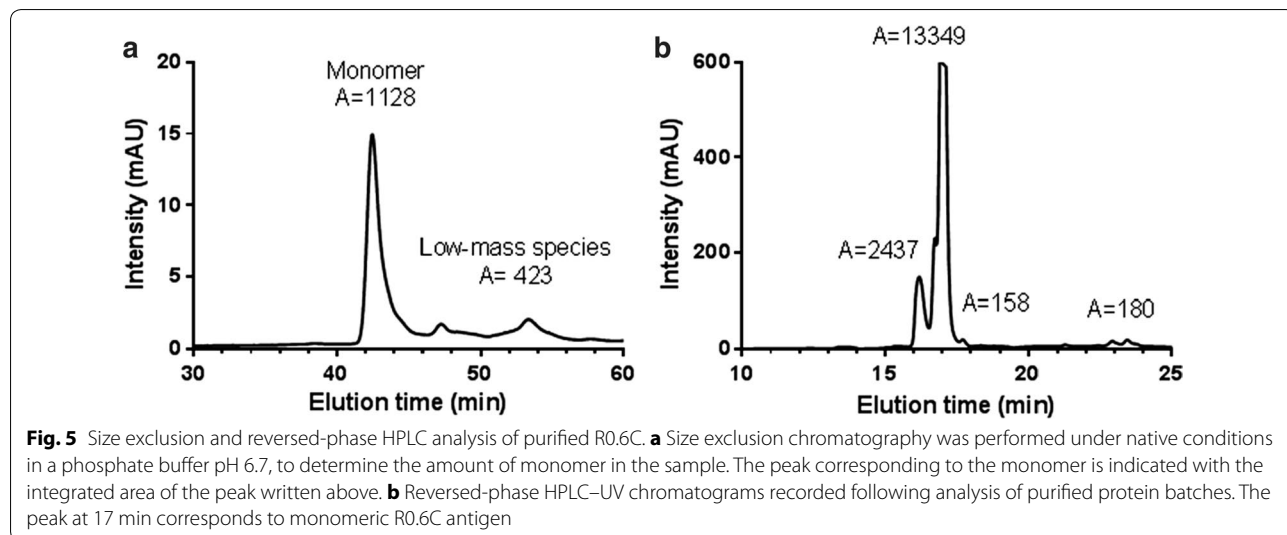 a
20
15
10
5
0
Intensity (mAU)
Monomer
A=1128
Low-mass species
A= 423
30 40 50 60
Elution time (min)
b
600
400
200
0
Intensity (mAU)
A=13349
A=2437
A=158
A=180
10 15 20 25
Elution time (min)
Fig. 5 Size exclusion and reversed-phase HPLC analysis of purified R0.6C. a Size exclusion chromatography was performed under native conditions
in a phosphate buffer pH 6.7, to determine the amount of monomer in the sample. The peak corresponding to the monomer is indicated with the
integrated area of the peak written above. b Reversed-phase HPLC–UV chromatograms recorded following analysis of purified protein batches. The
peak at 17 min corresponds to monomeric R0.6C antigen